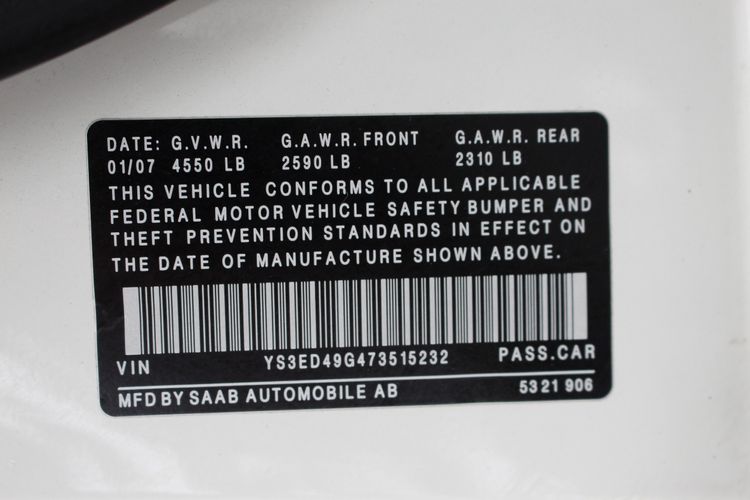 DATE: G.V.W.R. G.A.W.R. FRONT G.A.W.R. REAR
01/07 4550 LB 2590 LB 2310 LB
THIS VEHICLE CONFORMS TO ALL APPLICABLE
FEDERAL MOTOR VEHICLE SAFETY BUMPER AND
THEFT PREVENTION STANDARDS IN EFFECT ON
THE DATE OF MANUFACTURE SHOWN ABOVE.
VIN YS3ED49G473515232 PASS.CAR
MFD BY SAAB AUTOMOBILE AB 53 21 906